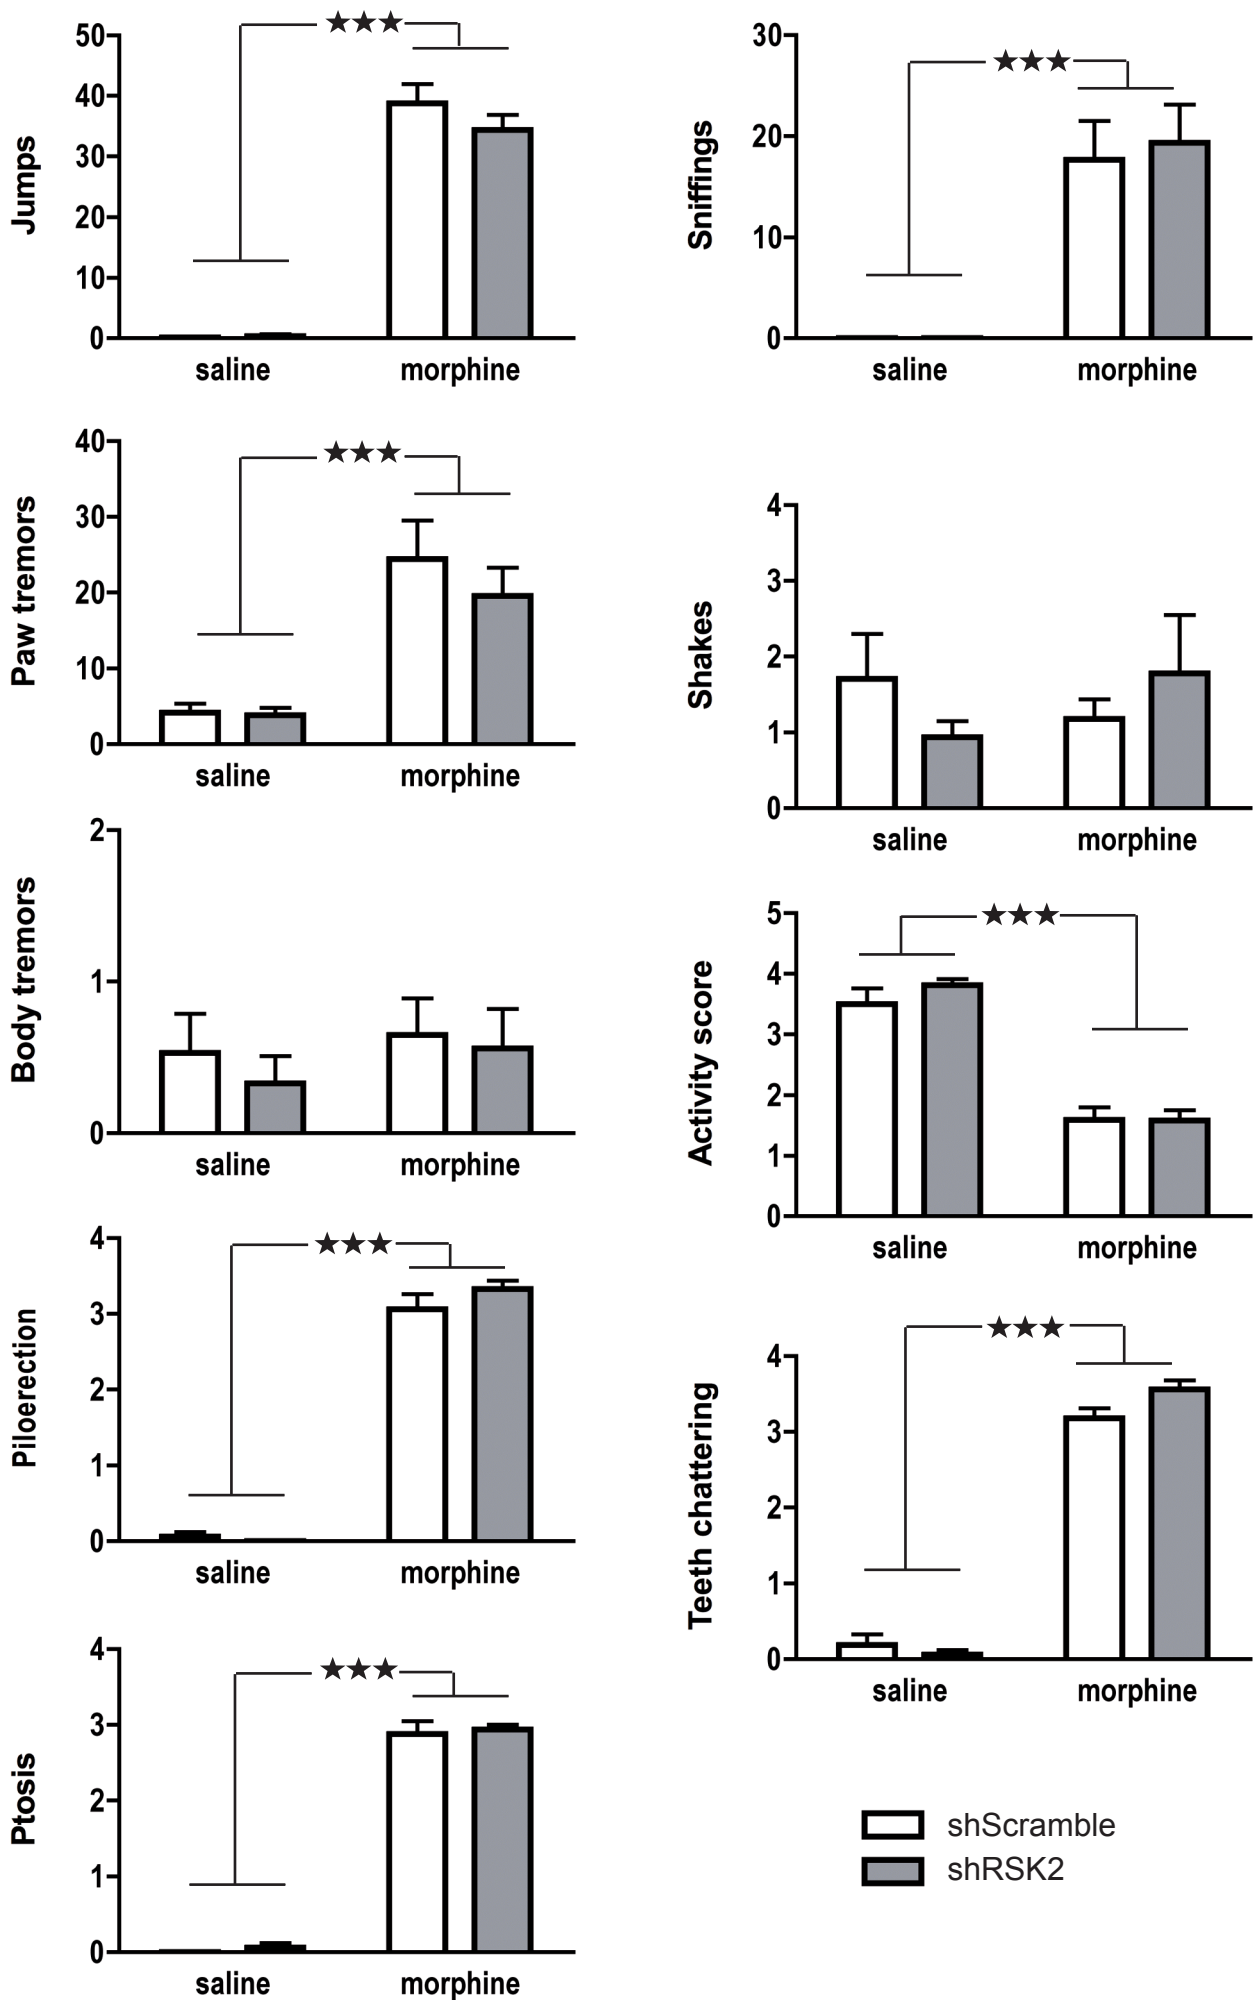 Jumps
50
40
30
20
10
0
★★★
saline morphine
Sniffings
30
20
10
0
★★★
saline morphine
Paw tremors
40
30
20
10
0
★★★
saline morphine
Shakes
4
3
2
1
0
saline morphine
Body tremors
2
1
0
saline morphine
Activity score
5
4
3
2
1
0
★★★
saline morphine
Piloerection
4
3
2
1
0
★★★
saline morphine
Teeth chattering
4
3
2
1
0
★★★
saline morphine
Ptosis
4
3
2
1
0
★★★
saline morphine
shScramble
shRSK2